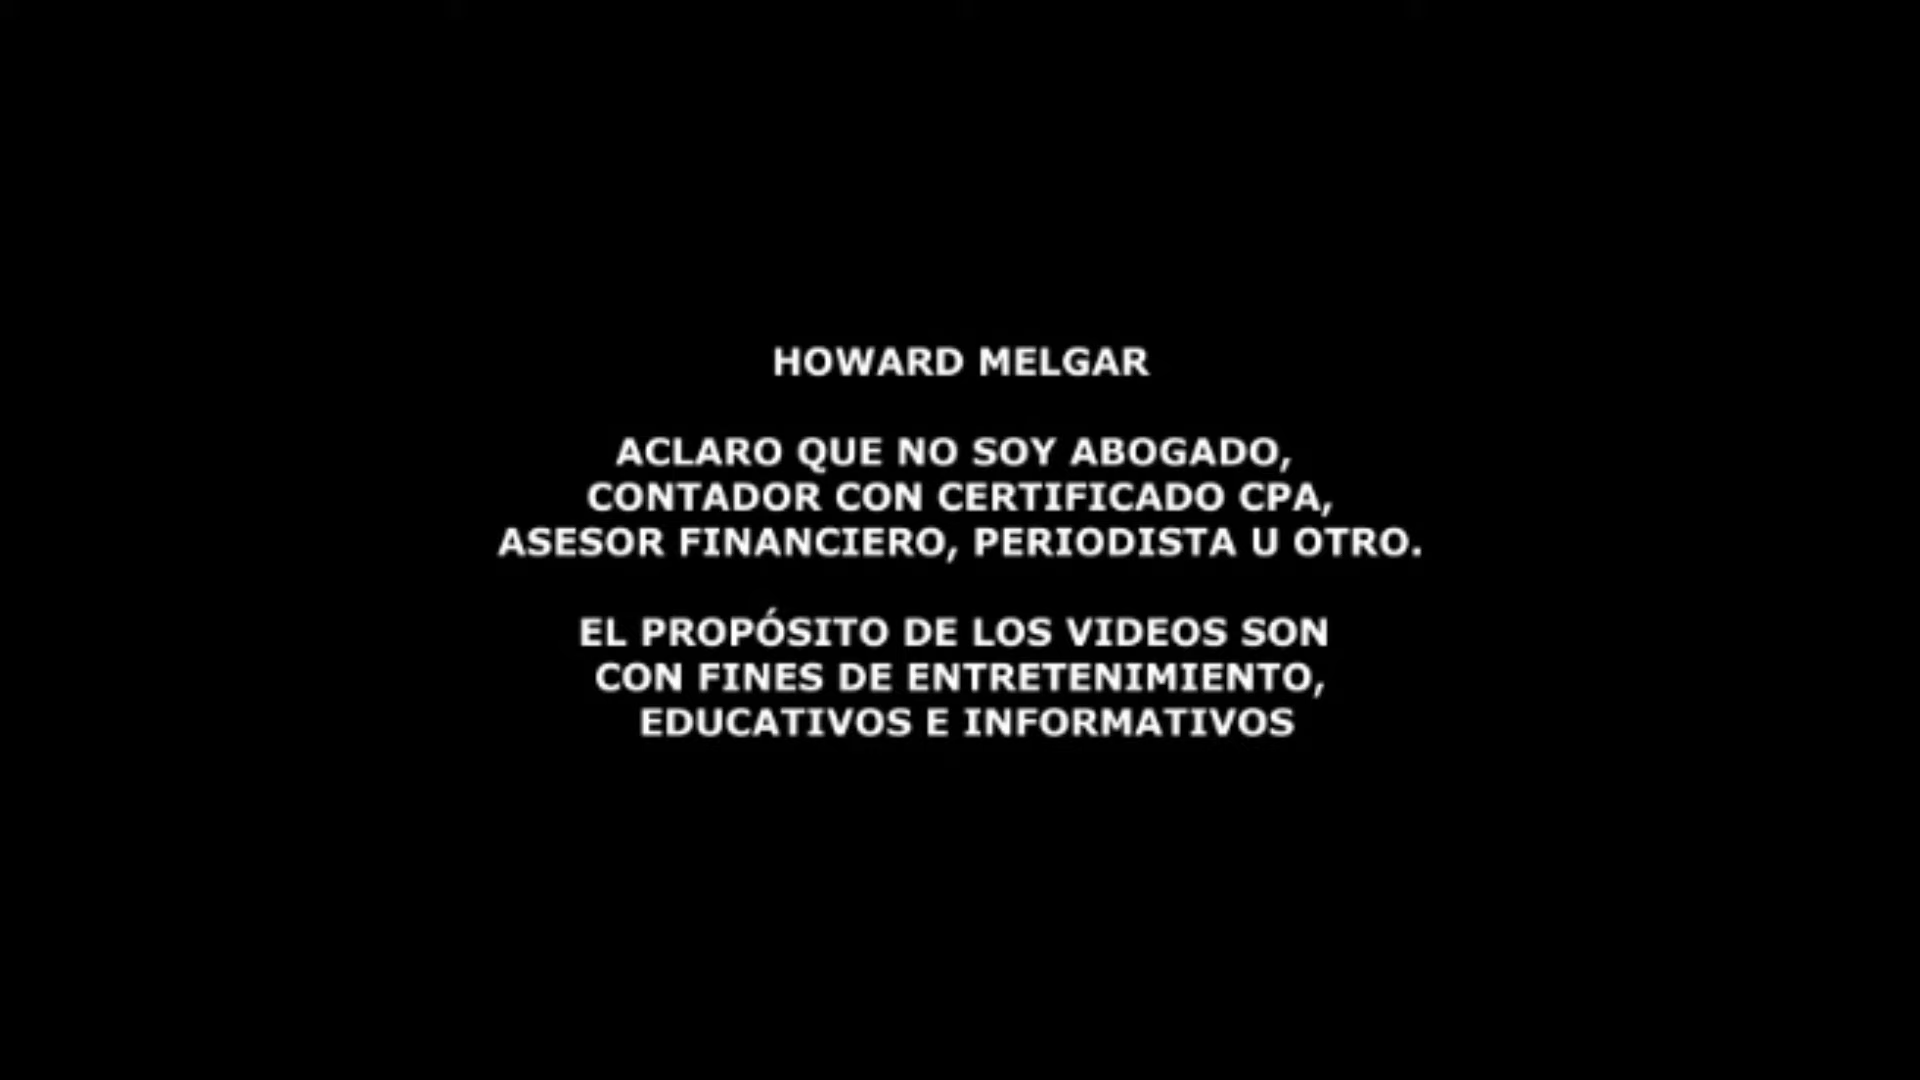 HOWARD MELGAR
ACLARO QUE NO SOY ABOGADO,
CONTADOR CON CERTIFICADO CPA,
ASESOR FINANCIERO, PERIODISTA U OTRO.
EL PROPÓSITO DE LOS VIDEOS SON
CON FINES DE ENTRETENIMIENTO,
EDUCATIVOS E INFORMATIVOS